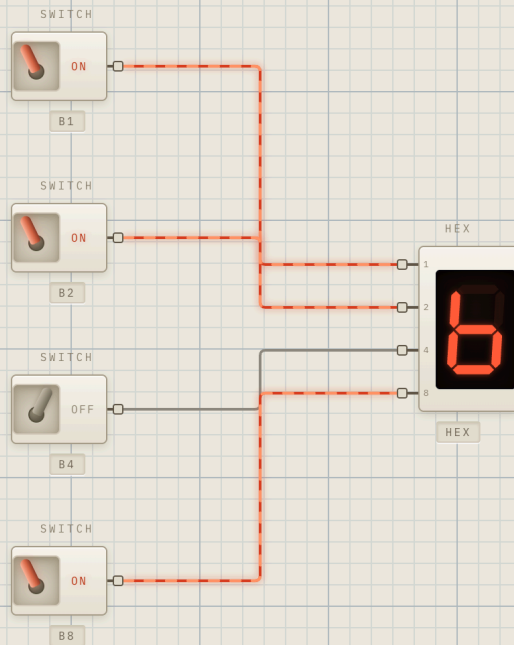 SWITCH
ON
B1
SWITCH
ON
B2
HEX
1
2
4
8
b
HEX
SWITCH
OFF
B4
SWITCH
ON
B8